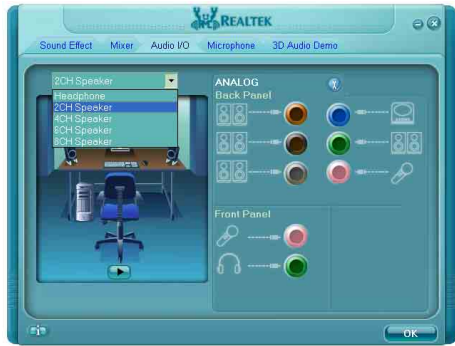 REALTEK
Sound Effect Mixer Audio I/O Microphone 3D Audio Demo
2CH Speaker
Headphone
2CH Speaker
4CH Speaker
6CH Speaker
8CH Speaker
ANALOG
Back Panel
Front Panel
OK